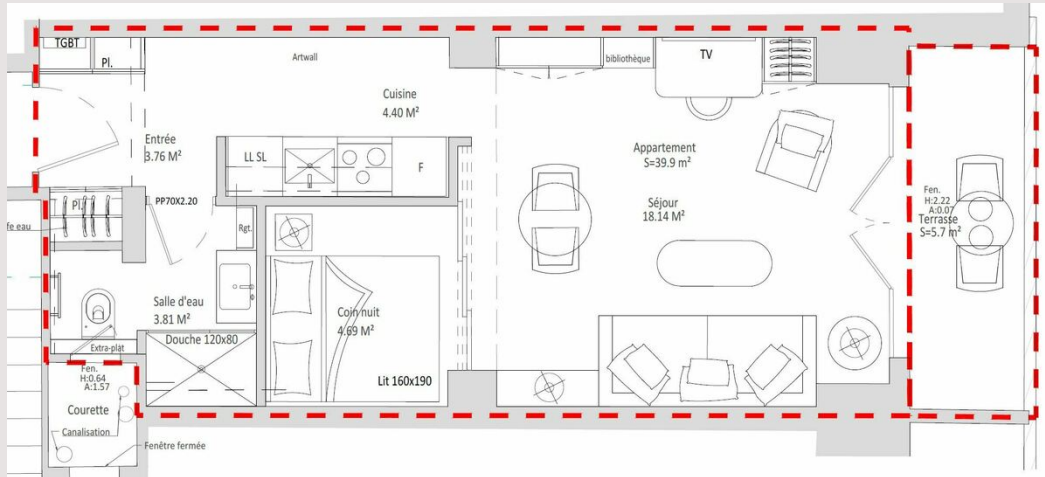 TGBT
Pl.
Artwall
Cuisine
4.40 M²
bibliothèque
TV
Entrée
3.76 M²
LL SL
F
Appartement
S=39.9 m²
Séjour
18.14 M²
Pl.
PP70X2.20
fe eau
Rgt.
Fen.
H:2.22
A:0.07
Terrasse
S=5.7 m²
Salle d'eau
3.81 M²
Coin nuit
4.69 M²
Douche 120x80
Extra-plat
Lit 160x190
Fen.
H:0.64
A:1.57
Courette
Canalisation
Fenêtre fermée